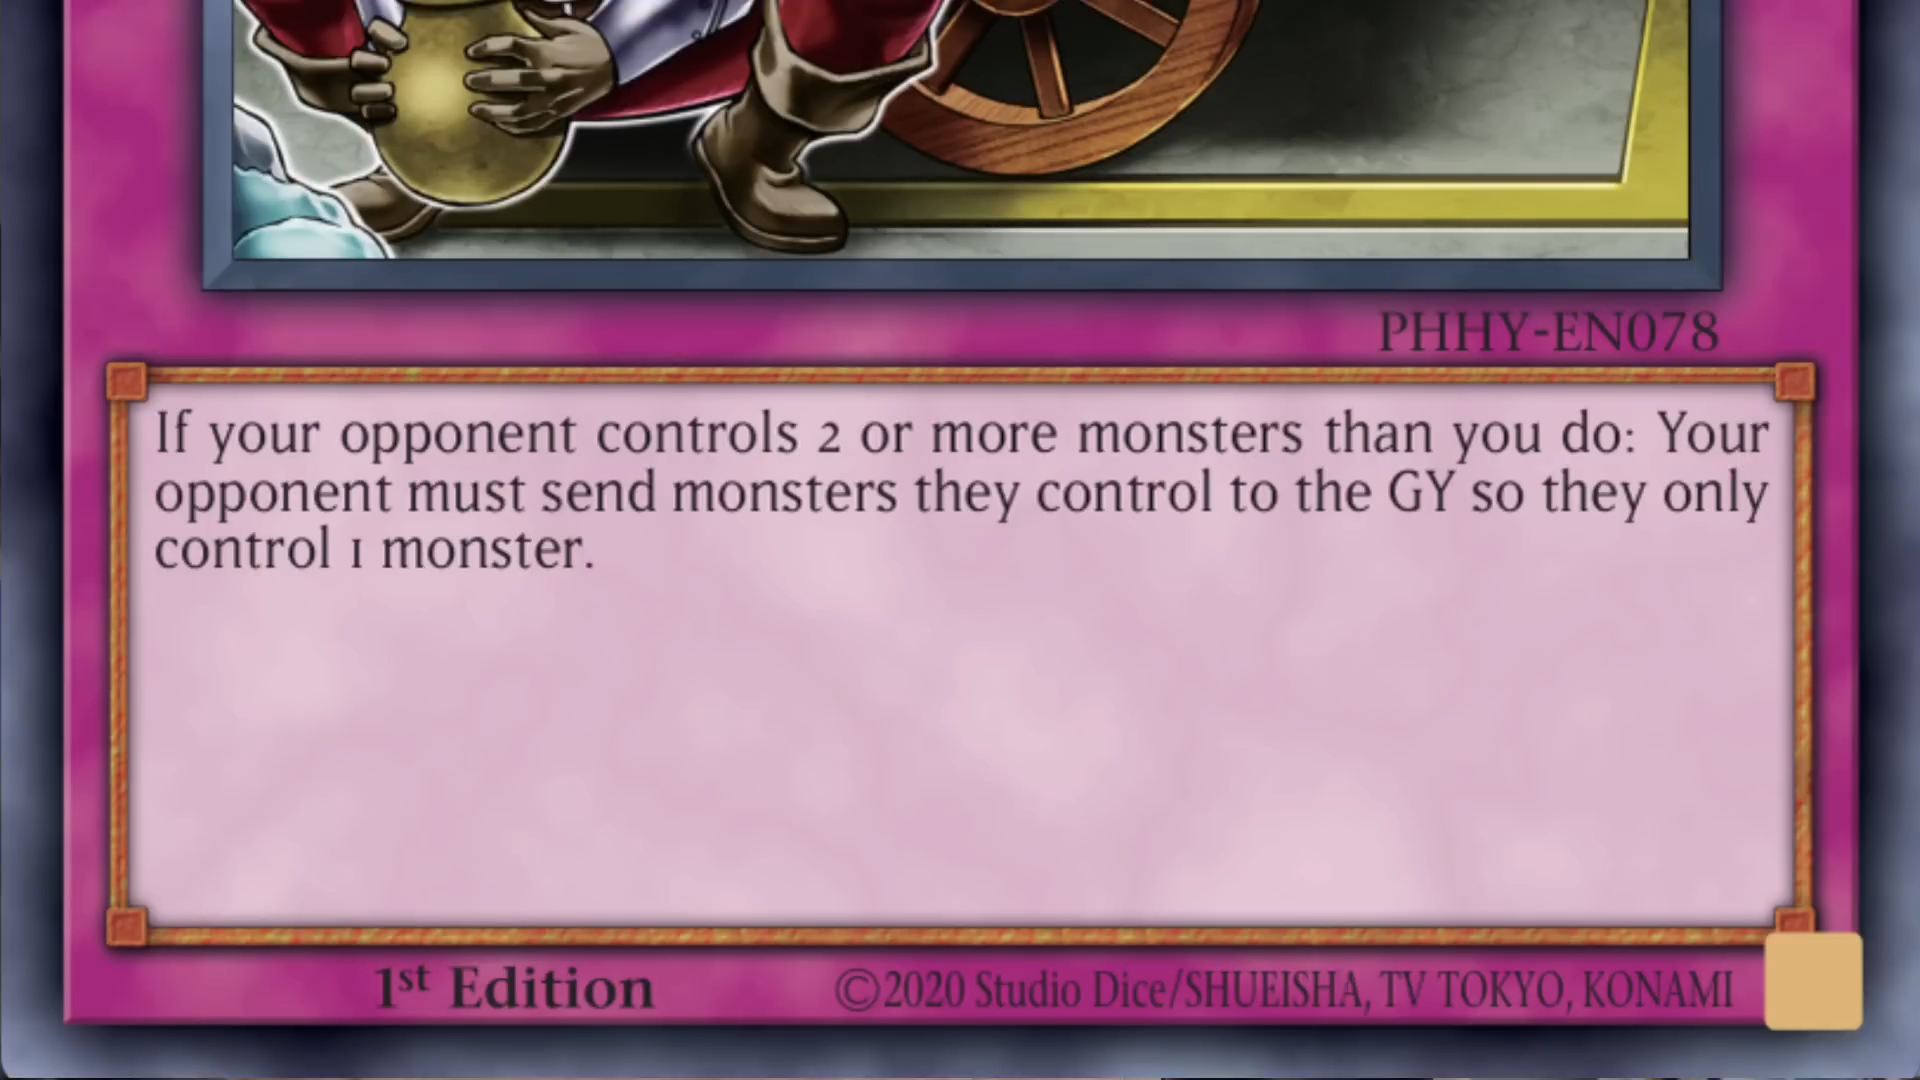 PHHY-EN078
If your opponent controls 2 or more monsters than you do: Your
opponent must send monsters they control to the GY so they only
control 1 monster.
1st Edition
©2020 Studio Dice/SHUEISHA, TV TOKYO, KONAMI